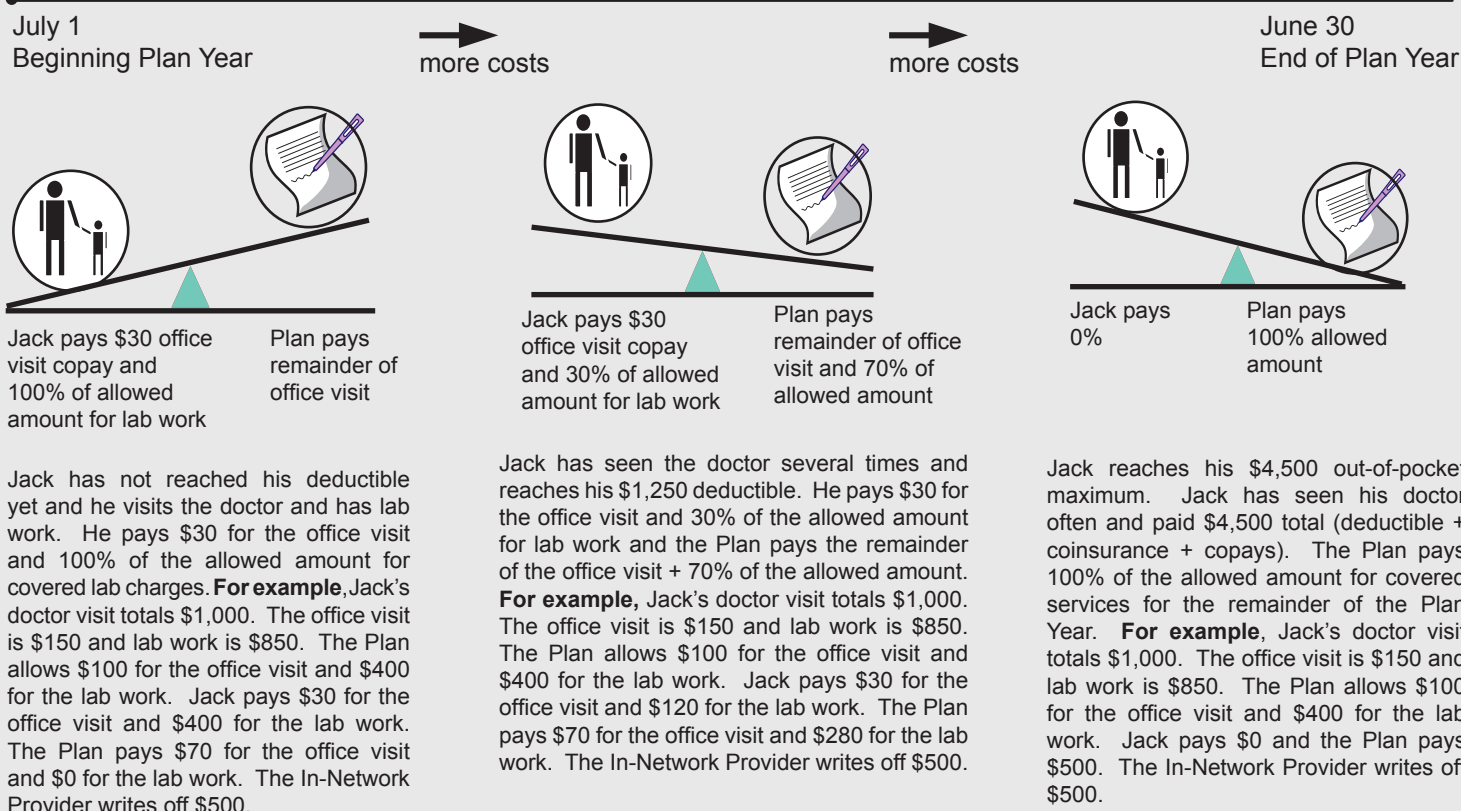 July 1
Beginning Plan Year
more costs
more costs
June 30
End of Plan Year
Jack pays $30 office
visit copay and
100% of allowed
amount for lab work
Plan pays
remainder of
office visit
Jack has not reached his deductible
yet and he visits the doctor and has lab
work. He pays $30 for the office visit
and 100% of the allowed amount for
covered lab charges. For example, Jack's
doctor visit totals $1,000. The office visit
is $150 and lab work is $850. The Plan
allows $100 for the office visit and $400
for the lab work. Jack pays $30 for the
office visit and $400 for the lab work.
The Plan pays $70 for the office visit
and $0 for the lab work. The In-Network
Provider writes off $500.
Jack pays $30
office visit copay
and 30% of allowed
amount for lab work
Plan pays
remainder of office
visit and 70% of
allowed amount
Jack has seen the doctor several times and
reaches his $1,250 deductible. He pays $30 for
the office visit and 30% of the allowed amount
for lab work and the Plan pays the remainder
of the office visit + 70% of the allowed amount.
For example, Jack's doctor visit totals $1,000.
The office visit is $150 and lab work is $850.
The Plan allows $100 for the office visit and
$400 for the lab work. Jack pays $30 for the
office visit and $120 for the lab work. The Plan
pays $70 for the office visit and $280 for the lab
work. The In-Network Provider writes off $500.
Jack pays
0%
Plan pays
100% allowed
amount
Jack reaches his $4,500 out-of-pocket
maximum. Jack has seen his doctor
often and paid $4,500 total (deductible +
coinsurance + copays). The Plan pays
100% of the allowed amount for covered
services for the remainder of the Plan
Year. For example, Jack's doctor visit
totals $1,000. The office visit is $150 and
lab work is $850. The Plan allows $100
for the office visit and $400 for the lab
work. Jack pays $0 and the Plan pays
$500. The In-Network Provider writes off
$500.